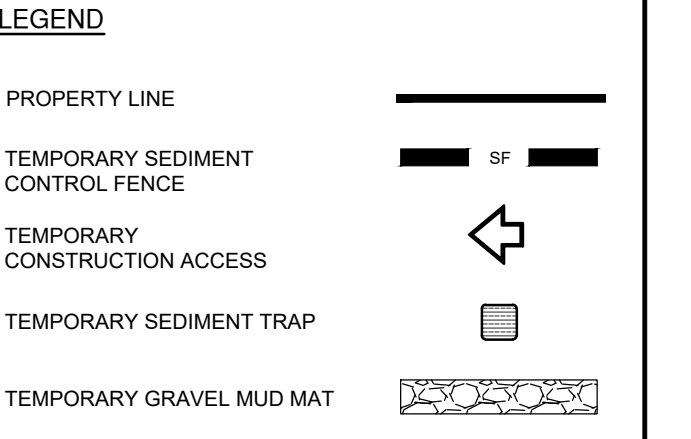 LEGEND
PROPERTY LINE
TEMPORARY SEDIMENT
CONTROL FENCE
SF
TEMPORARY
CONSTRUCTION ACCESS
TEMPORARY SEDIMENT TRAP
TEMPORARY GRAVEL MUD MAT